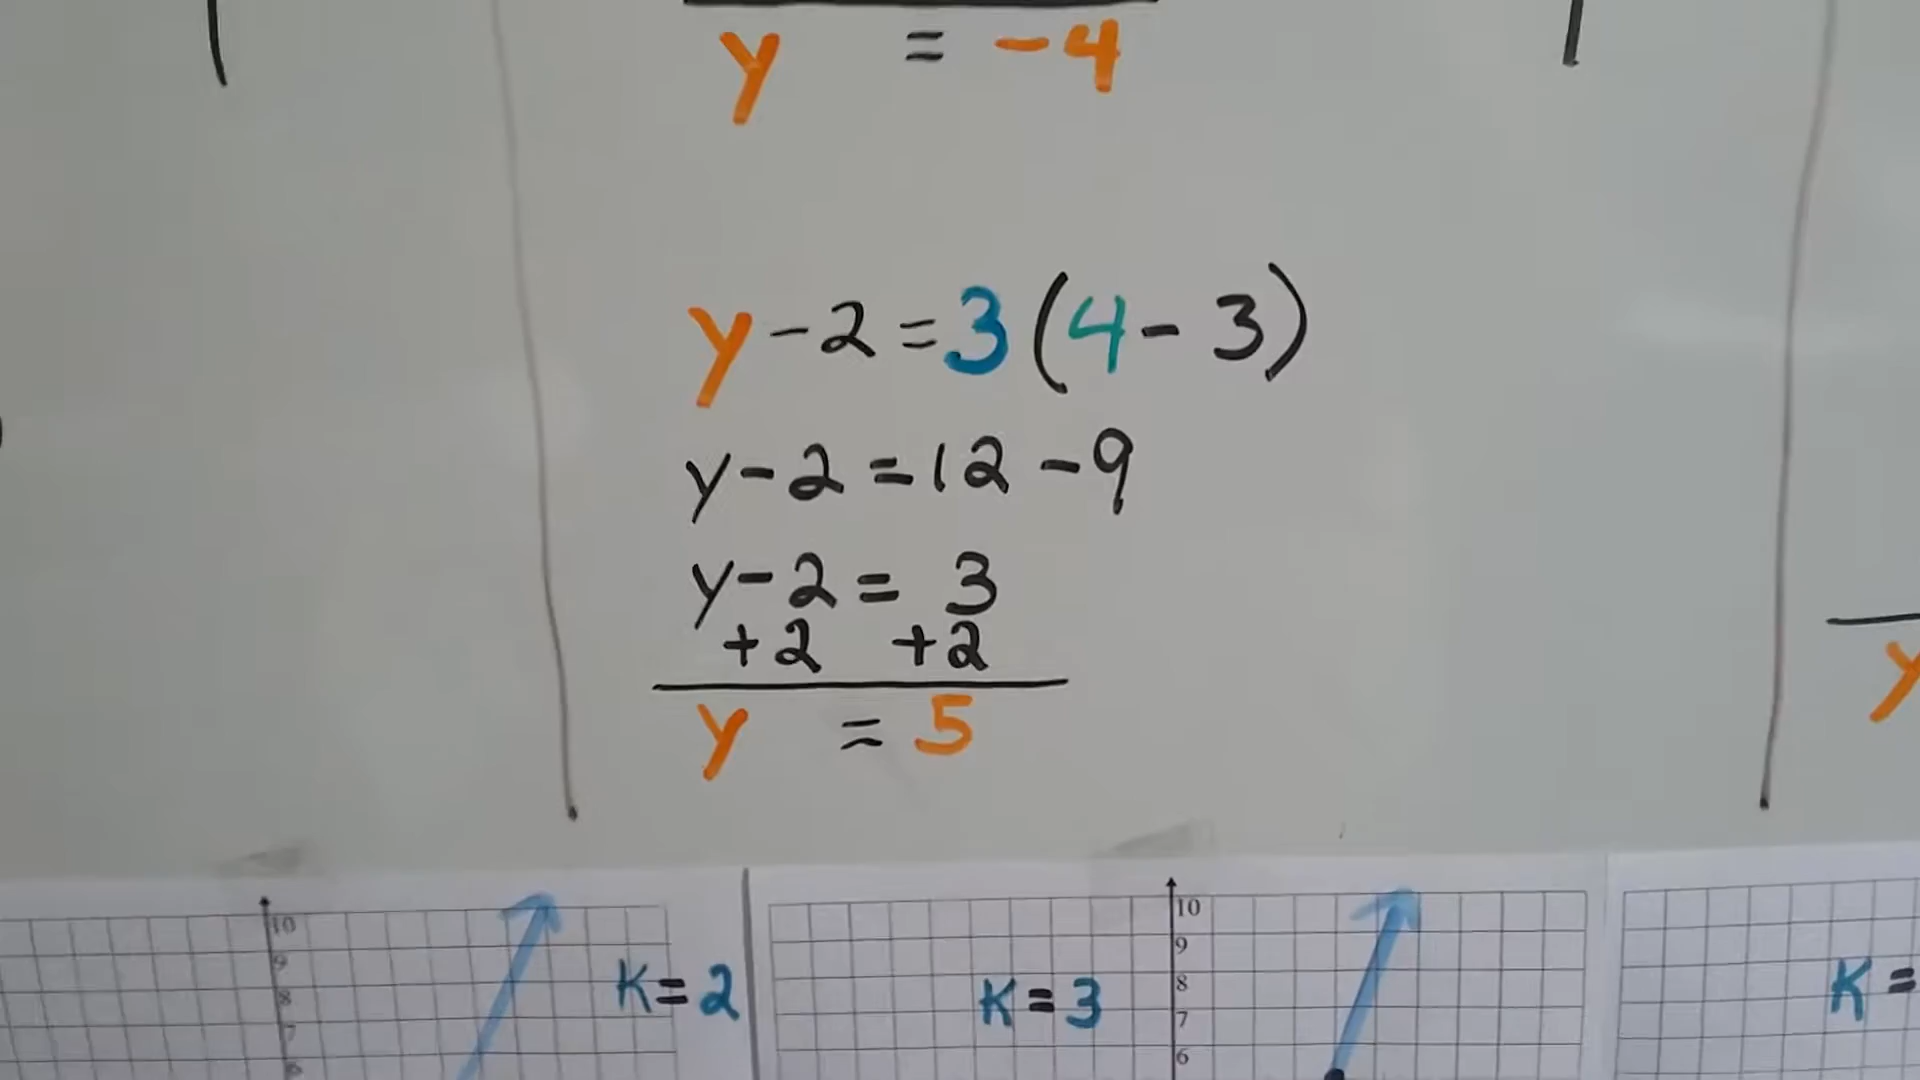 y = -4
y - 2 = 3(4 - 3)
y - 2 = 12 - 9
y - 2 = 3
+2 +2
y = 5
y
10
9
8
7
6
K = 2
10
9
8
7
6
K = 3
K =